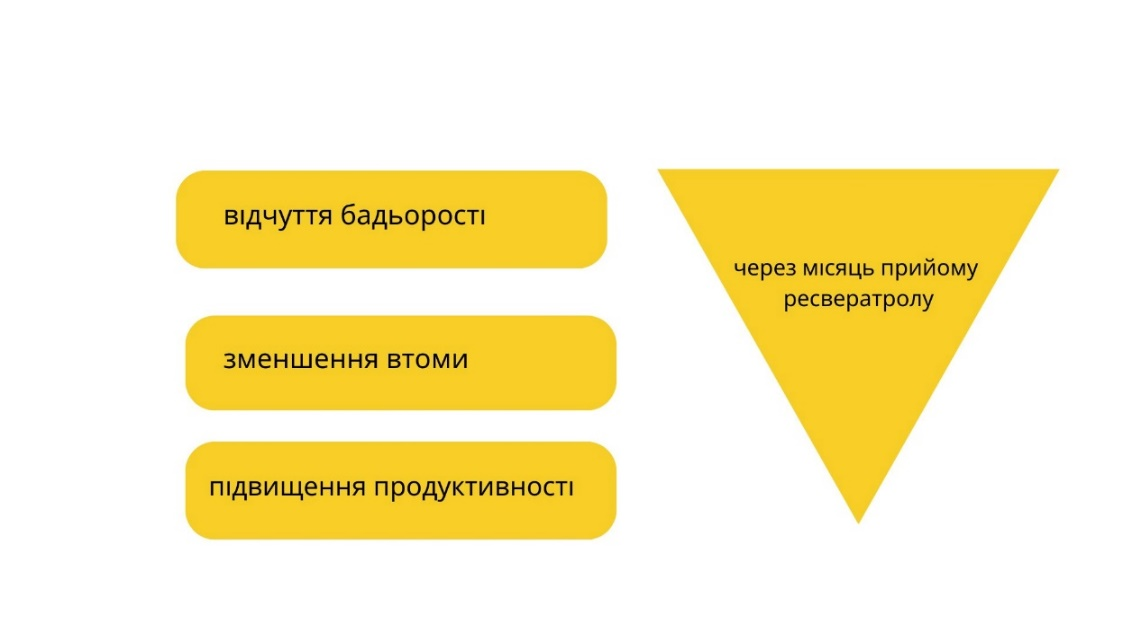 відчуття бадьорості
зменшення втоми
підвищення продуктивності
через місяць прийому
ресвератролу